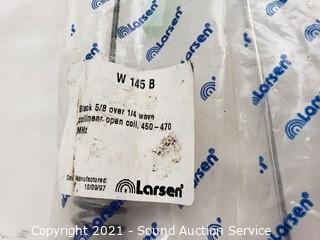 Larsen
Larsen
Larsen
Larsen
W 145 B
Black 5/8 over 1/4 wave
collinear, open coil, 450-470
MHz
Date Manufactured:
10/09/97
Larsen
Larsen
Copyright 2021 - Sound Auction Service